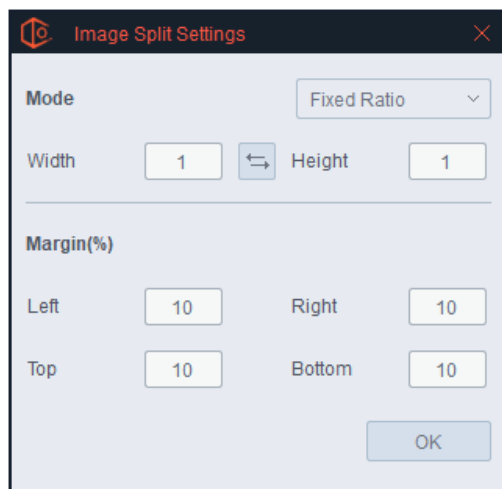 Image Split Settings
Mode Fixed Ratio
Width 1 Height 1
Margin(%)
Left 10 Right 10
Top 10 Bottom 10
OK